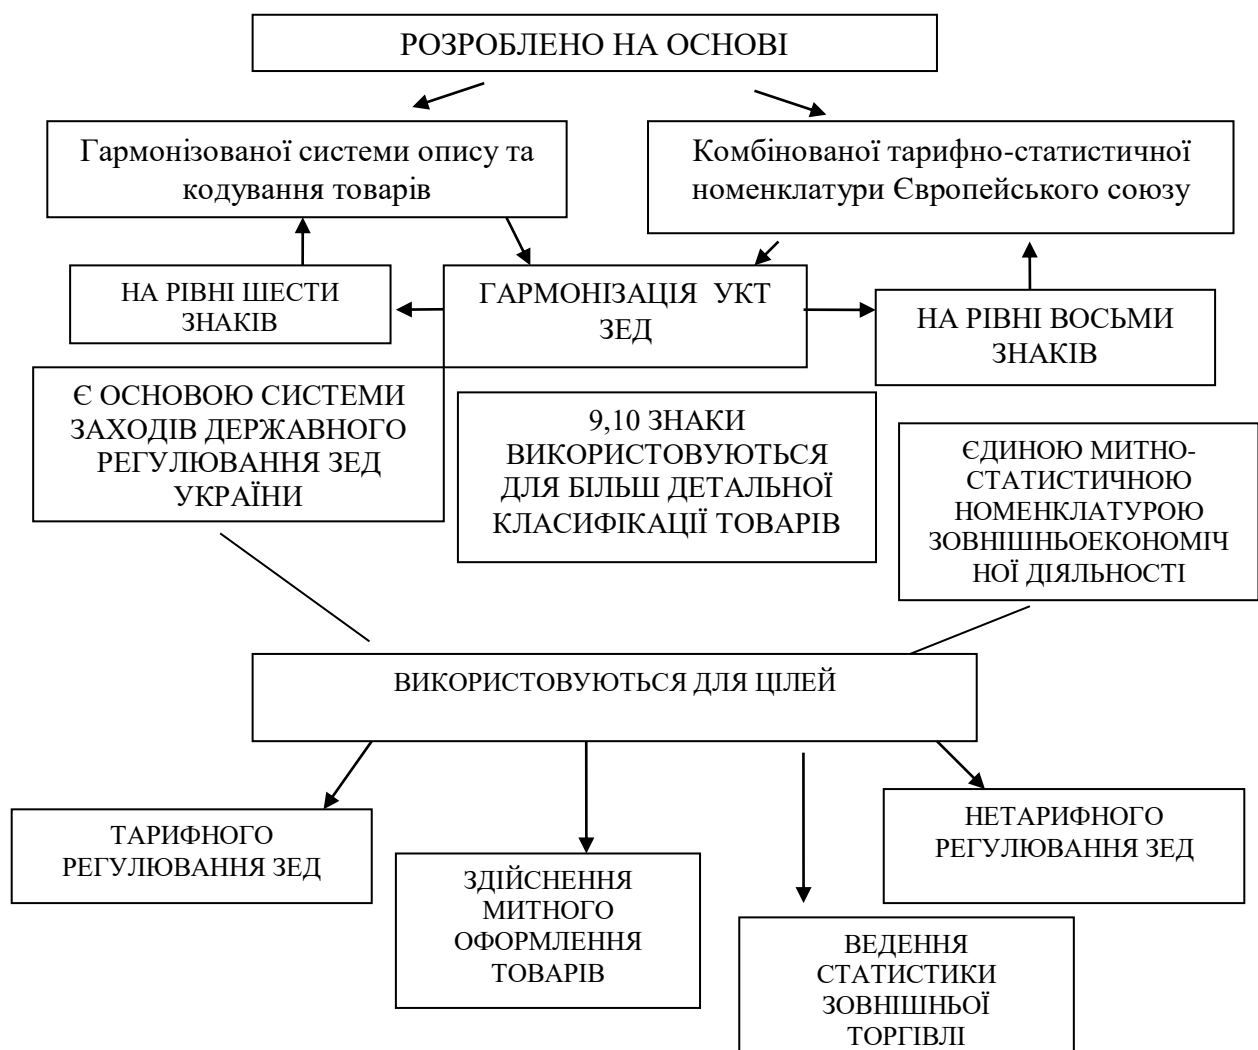 РОЗРОБЛЕНО НА ОСНОВІ
Гармонізованої системи опису та
кодування товарів
Комбінованої тарифно-статистичної
номенклатури Європейського союзу
НА РІВНІ ШЕСТИ
ЗНАКІВ
ГАРМОНІЗАЦІЯ УКТ
ЗЕД
НА РІВНІ ВОСЬМИ
ЗНАКІВ
Є ОСНОВОЮ СИСТЕМИ
ЗАХОДІВ ДЕРЖАВНОГО
РЕГУЛЮВАННЯ ЗЕД
УКРАЇНИ
9,10 ЗНАКИ
ВИКОРИСТОВУЮТЬСЯ
ДЛЯ БІЛЬШ ДЕТАЛЬНОЇ
КЛАСИФІКАЦІЇ ТОВАРІВ
ЄДИНОЮ МИТНО-
СТАТИСТИЧНОЮ
НОМЕНКЛАТУРОЮ
ЗОВНІШНЬОЕКОНОМІЧ
НОЇ ДІЯЛЬНОСТІ
ВИКОРИСТОВУЮТЬСЯ ДЛЯ ЦІЛЕЙ
ТАРИФНОГО
РЕГУЛЮВАННЯ ЗЕД
ЗДІЙСНЕННЯ
МИТНОГО
ОФОРМЛЕННЯ
ТОВАРІВ
ВЕДЕННЯ
СТАТИСТИКИ
ЗОВНІШНЬОЇ
ТОРГІВЛІ
НЕТАРИФНОГО
РЕГУЛЮВАННЯ ЗЕД